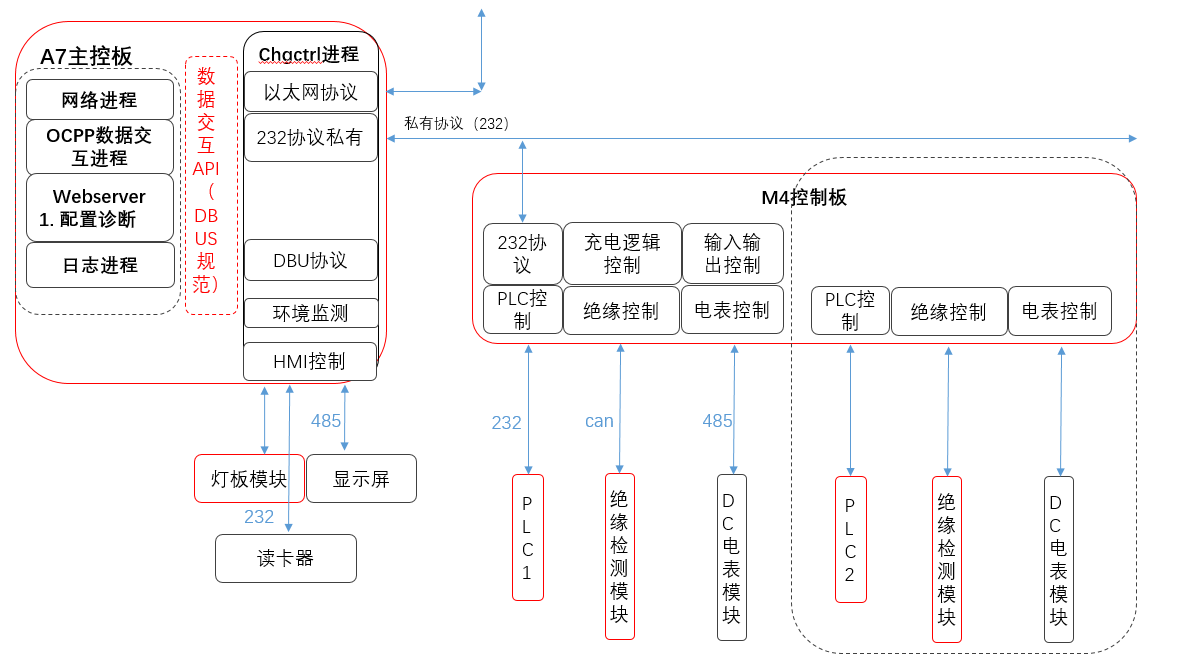 A7主控板
网络进程
OCPP数据交
互进程
Webserver
1. 配置诊断
日志进程
数
据
交
互
API
（
DB
US
规
范）
Chgctrl进程
以太网协议
232协议私有
DBU协议
环境监测
HMI控制
485
灯板模块
显示屏
232
读卡器
私有协议（232）
M4控制板
232协
议
充电逻辑
控制
输入输
出控制
PLC控
制
绝缘控制
电表控制
PLC控
制
绝缘控制
电表控制
232
can
485
P
L
C
1
绝
缘
检
测
模
块
D
C
电
表
模
块
P
L
C
2
绝
缘
检
测
模
块
D
C
电
表
模
块